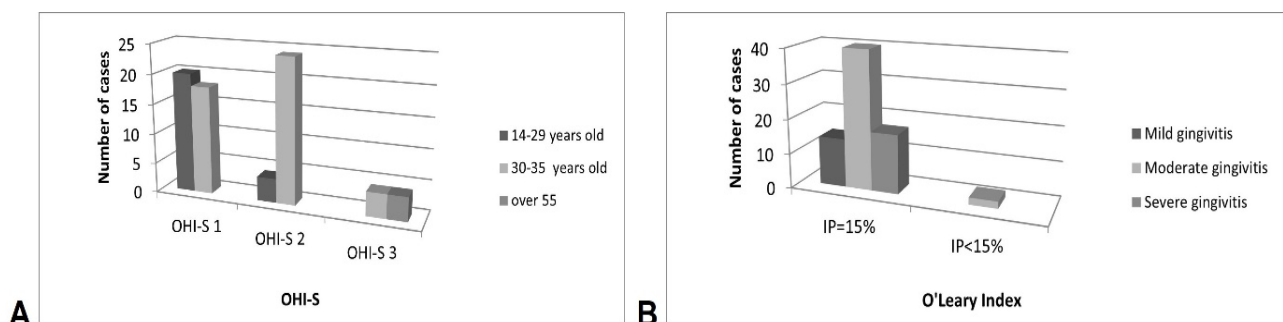 25
20
15
10
5
0
Number of cases
OHI-S 1
OHI-S 2
OHI-S 3
OHI-S
14-29 years old
30-35 years old
over 55
A
40
30
20
10
0
Number of cases
IP=15%
IP<15%
O'Leary Index
Mild gingivitis
Moderate gingivitis
Severe gingivitis
B